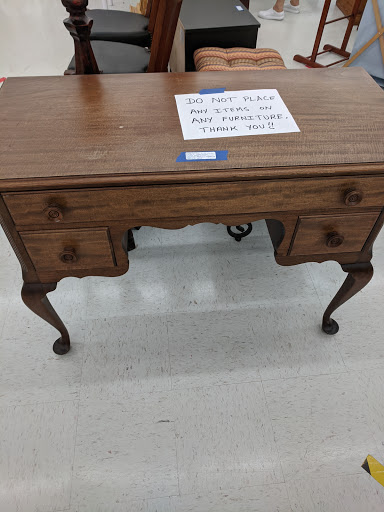 DO NOT PLACE
ANY ITEMS ON
ANY FURNITURE.
THANK YOU!!